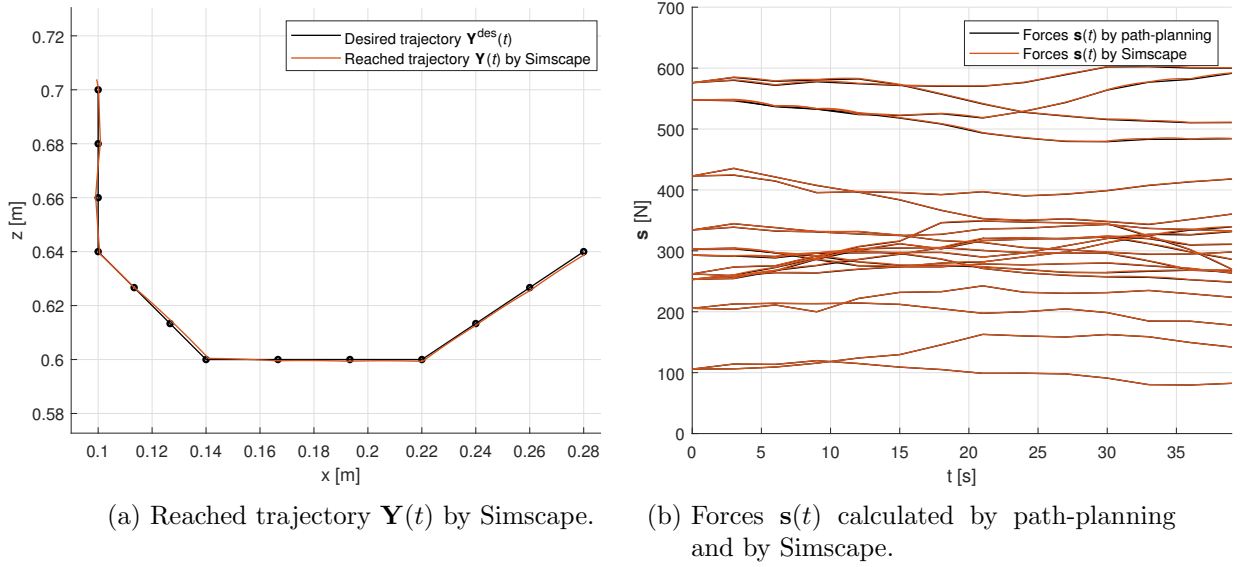 0.72
0.7
0.68
0.66
0.64
0.62
0.6
0.58
z [m]
Desired trajectory Y^des(t)
Reached trajectory Y(t) by Simscape
0.1 0.12 0.14 0.16 0.18 0.2 0.22 0.24 0.26 0.28
x [m]
(a) Reached trajectory Y(t) by Simscape.
700
600
500
400
300
200
100
0
s [N]
Forces s(t) by path-planning
Forces s(t) by Simscape
0 5 10 15 20 25 30 35
t [s]
(b) Forces s(t) calculated by path-planning
and by Simscape.